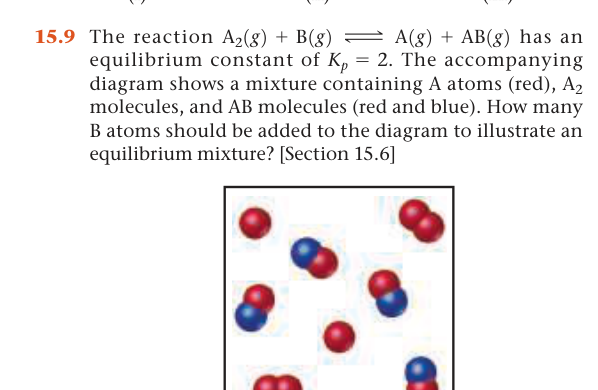 15.9 The reaction A₂(g) + B(g) ⇌ A(g) + AB(g) has an
equilibrium constant of Kₚ = 2. The accompanying
diagram shows a mixture containing A atoms (red), A₂
molecules, and AB molecules (red and blue). How many
B atoms should be added to the diagram to illustrate an
equilibrium mixture? [Section 15.6]